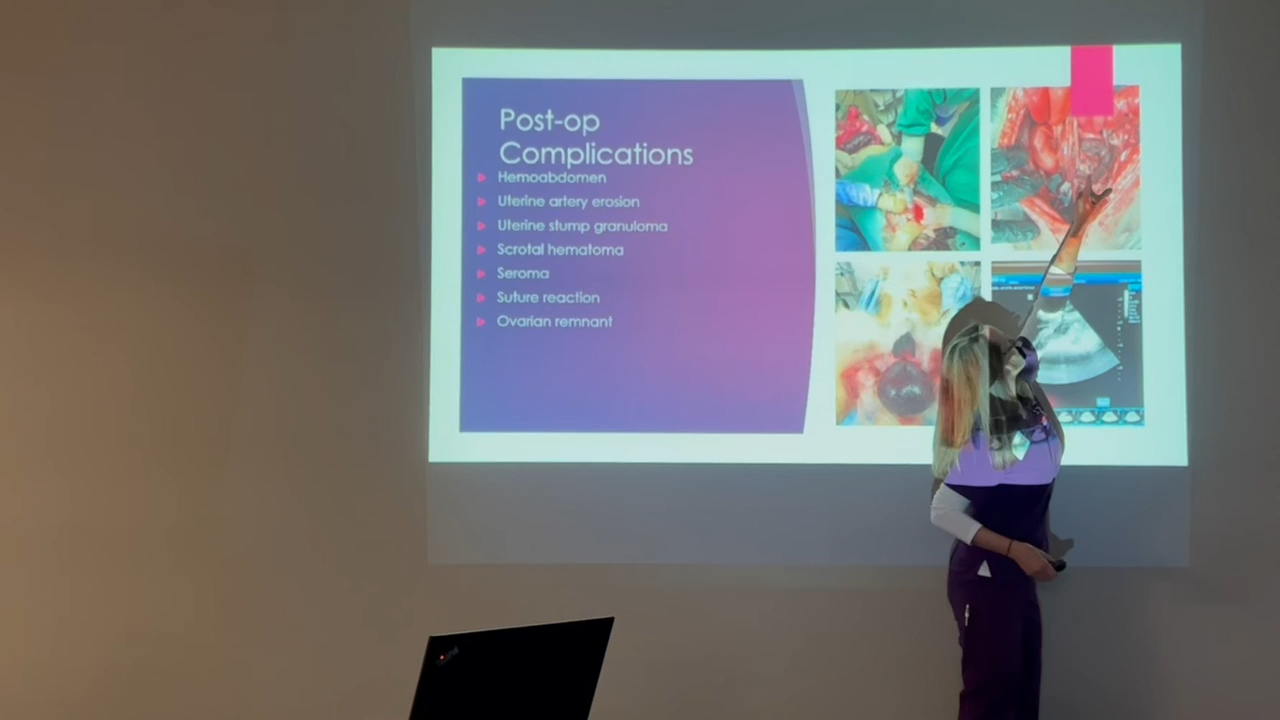 Post-op
Complications
Hemoabdomen
Uterine artery erosion
Uterine stump granuloma
Scrotal hematoma
Seroma
Suture reaction
Ovarian remnant